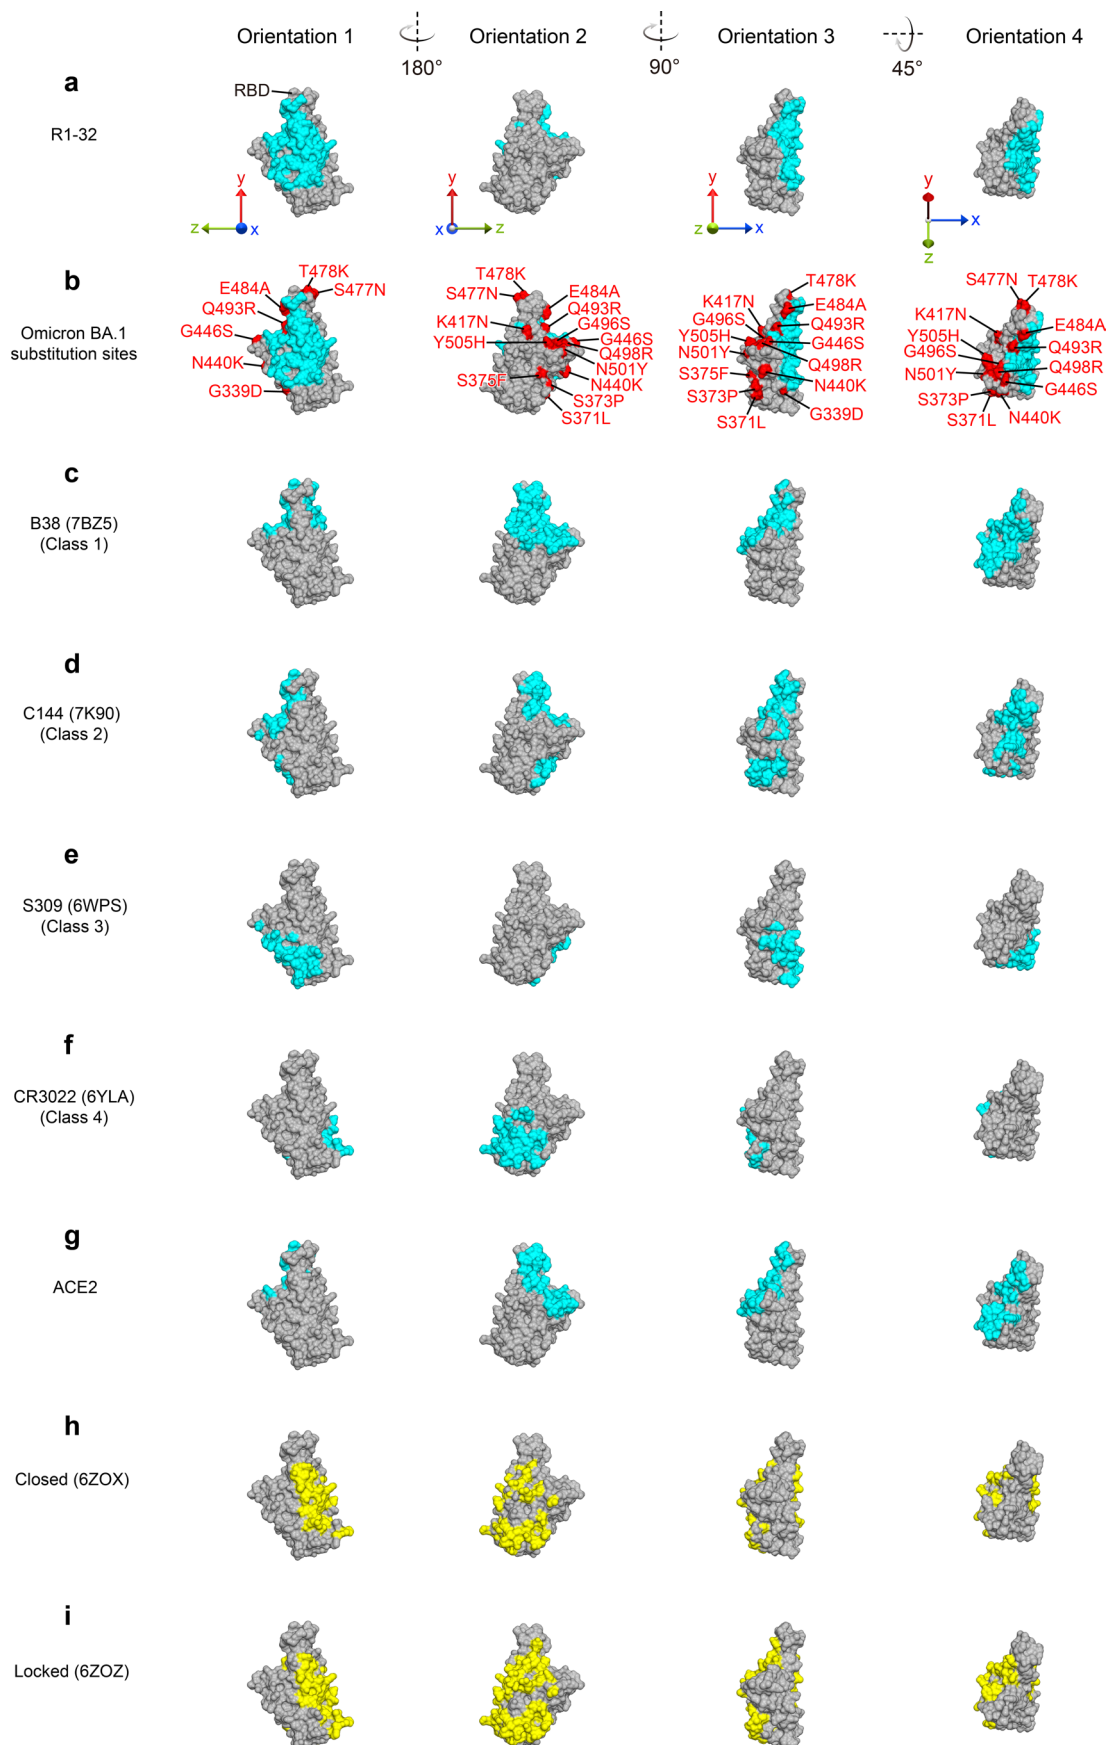 Orientation 1
180°
Orientation 2
90°
Orientation 3
45°
Orientation 4
a
R1-32
RBD
y
z
x
y
x
z
y
z
x
y
x
z
b
Omicron BA.1
substitution sites
T478K
E484A
S477N
Q493R
G446S
N440K
G339D
T478K
S477N
E484A
Q493R
K417N
G496S
Y505H
G446S
Q498R
N501Y
S375F
N440K
S373P
S371L
T478K
K417N
E484A
G496S
Q493R
Y505H
G446S
N501Y
Q498R
S375F
N440K
S373P
G339D
S371L
S477N
T478K
K417N
E484A
Y505H
Q493R
G496S
Q498R
N501Y
G446S
S373P
S371L
N440K
c
B38 (7BZ5)
(Class 1)
d
C144 (7K90)
(Class 2)
e
S309 (6WPS)
(Class 3)
f
CR3022 (6YLA)
(Class 4)
g
ACE2
h
Closed (6ZOX)
i
Locked (6ZOZ)